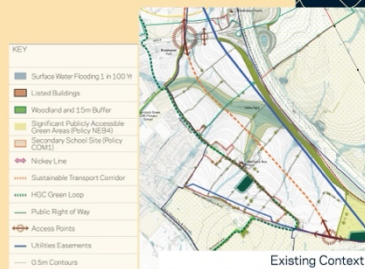 KEY
Surface Water Flooding 1 in 100 Yr
Listed Buildings
Woodland and 15m Buffer
Significant Publicly Accessible
Green Areas (Policy NEB4)
Secondary School Site (Policy
COM1)
Nickey Line
Sustainable Transport Corridor
HGC Green Loop
Public Right of Way
Access Points
Utilities Easements
0.5m Contours
Existing Context